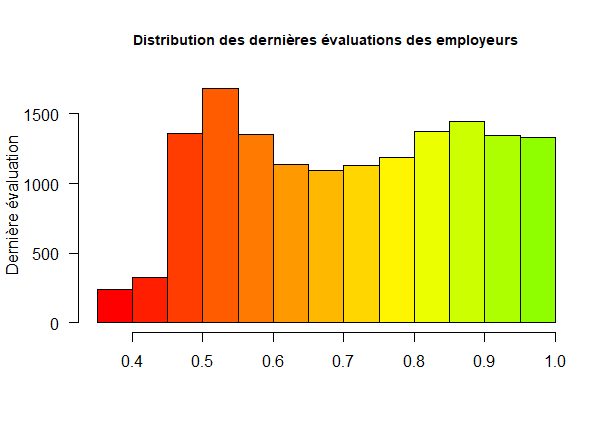 Distribution des dernières évaluations des employeurs
Dernière évaluation
1500
1000
500
0
0.4 0.5 0.6 0.7 0.8 0.9 1.0